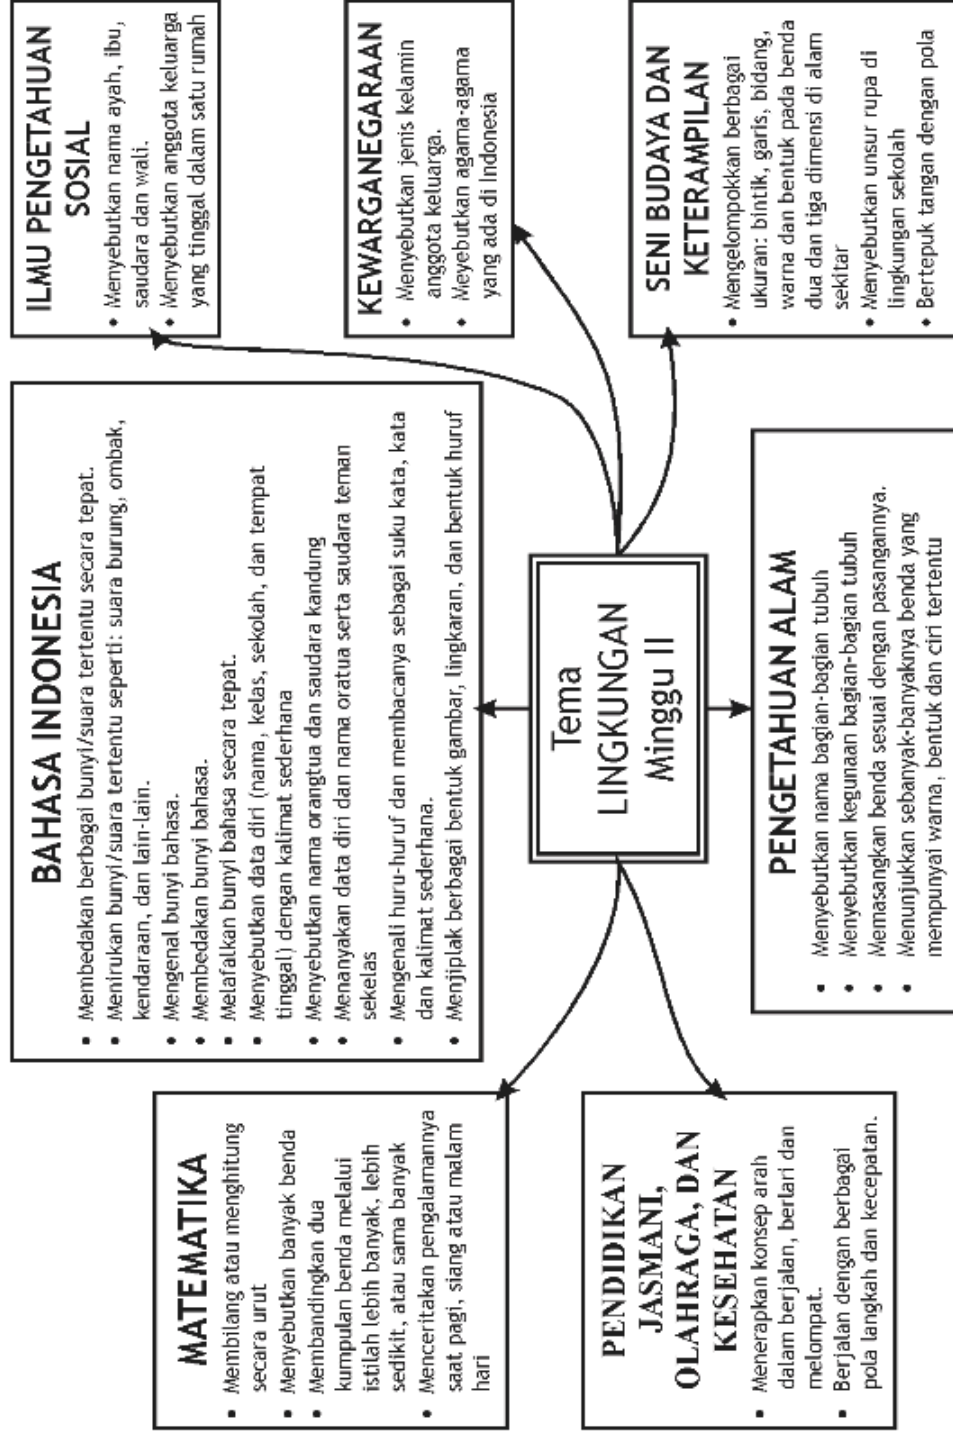 MATEMATIKA
• Membilang atau menghitung
secara urut
• Menyebutkan banyak benda
• Membandingkan dua
kumpulan benda melalui
istilah lebih banyak, lebih
sedikit, atau sama banyak
• Menceritakan pengalamannya
saat pagi, siang atau malam
hari
BAHASA INDONESIA
• Membedakan berbagai bunyi/suara tertentu secara tepat.
• Menirukan bunyi/suara tertentu seperti: suara burung, ombak,
kendaraan, dan lain-lain.
• Mengenal bunyi bahasa.
• Membedakan bunyi bahasa.
• Melafalkan bunyi bahasa secara tepat.
• Menyebutkan data diri (nama, kelas, sekolah, dan tempat
tinggal) dengan kalimat sederhana
• Menyebutkan nama orangtua dan saudara kandung
• Menanyakan data diri dan nama oratua serta saudara teman
sekelas
• Mengenali huru-huruf dan membacanya sebagai suku kata, kata
dan kalimat sederhana.
• Menjiplak berbagai bentuk gambar, lingkaran, dan bentuk huruf
ILMU PENGETAHUAN
SOSIAL
• Menyebutkan nama ayah, ibu,
saudara dan wali.
• Menyebutkan anggota keluarga
yang tinggal dalam satu rumah
KEWARGANEGARAAN
• Menyebutkan jenis kelamin
anggota keluarga.
• Meyebutkan agama-agama
yang ada di Indonesia
Tema
LINGKUNGAN
Minggu II
PENDIDIKAN
JASMANI,
OLAHRAGA, DAN
KESEHATAN
• Menerapkan konsep arah
dalam berjalan, berlari dan
melompat.
• Berjalan dengan berbagai
pola langkah dan kecepatan.
PENGETAHUAN ALAM
• Menyebutkan nama bagian-bagian tubuh
• Menyebutkan kegunaan bagian-bagian tubuh
• Memasangkan benda sesuai dengan pasangannya.
• Menunjukkan sebanyak-banyaknya benda yang
mempunyai warna, bentuk dan ciri tertentu
SENI BUDAYA DAN
KETERAMPILAN
• Mengelompokkan berbagai
ukuran: bintik, garis, bidang,
warna dan bentuk pada benda
dua dan tiga dimensi di alam
sekitar
• Menyebutkan unsur rupa di
lingkungan sekolah
• Bertepuk tangan dengan pola